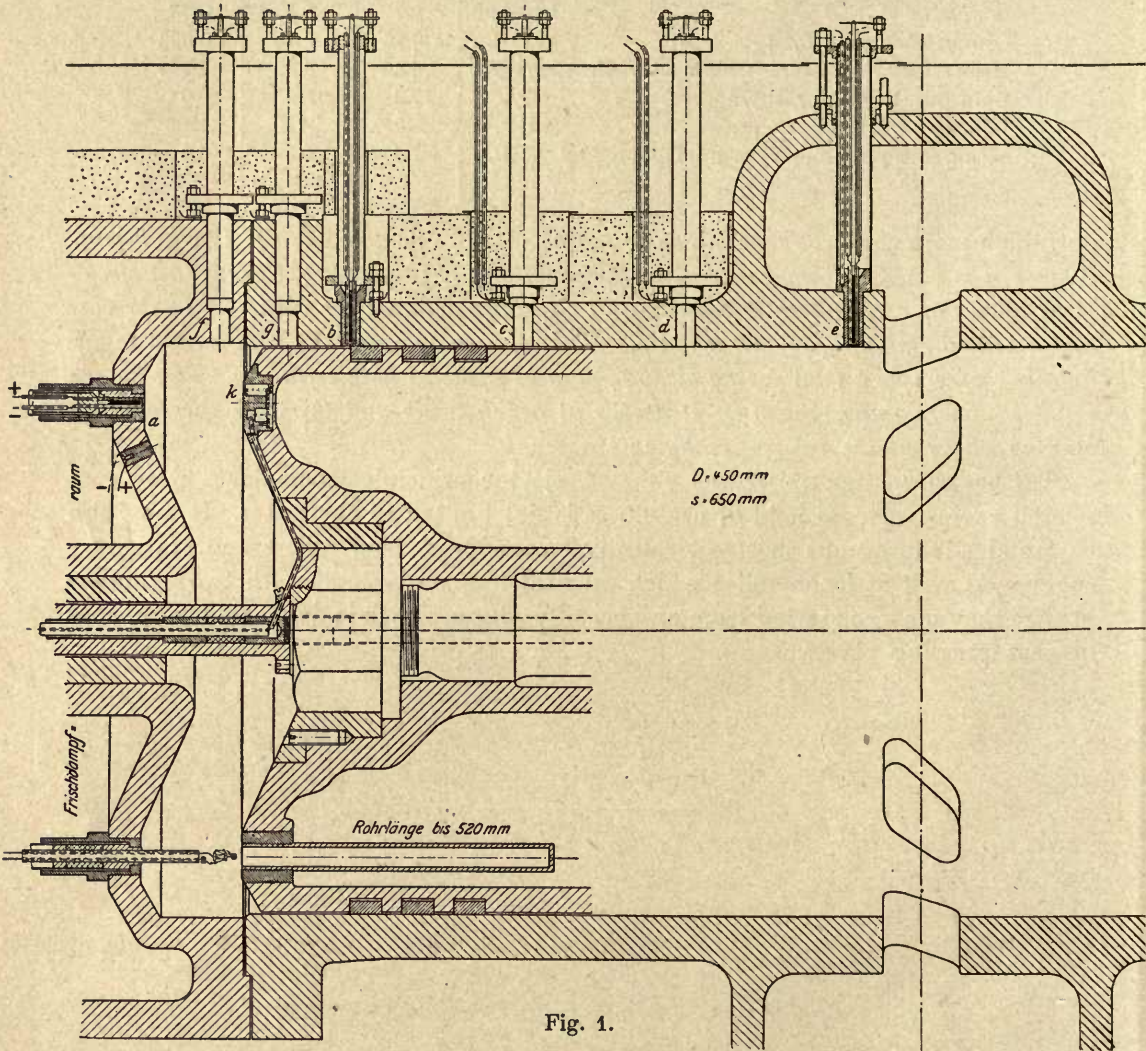 f
g
b
c
d
e
+
-
a
k
- +
raum
D=450mm
s=650mm
Frischdampf=
Rohrlänge bis 520mm
Fig. 1.